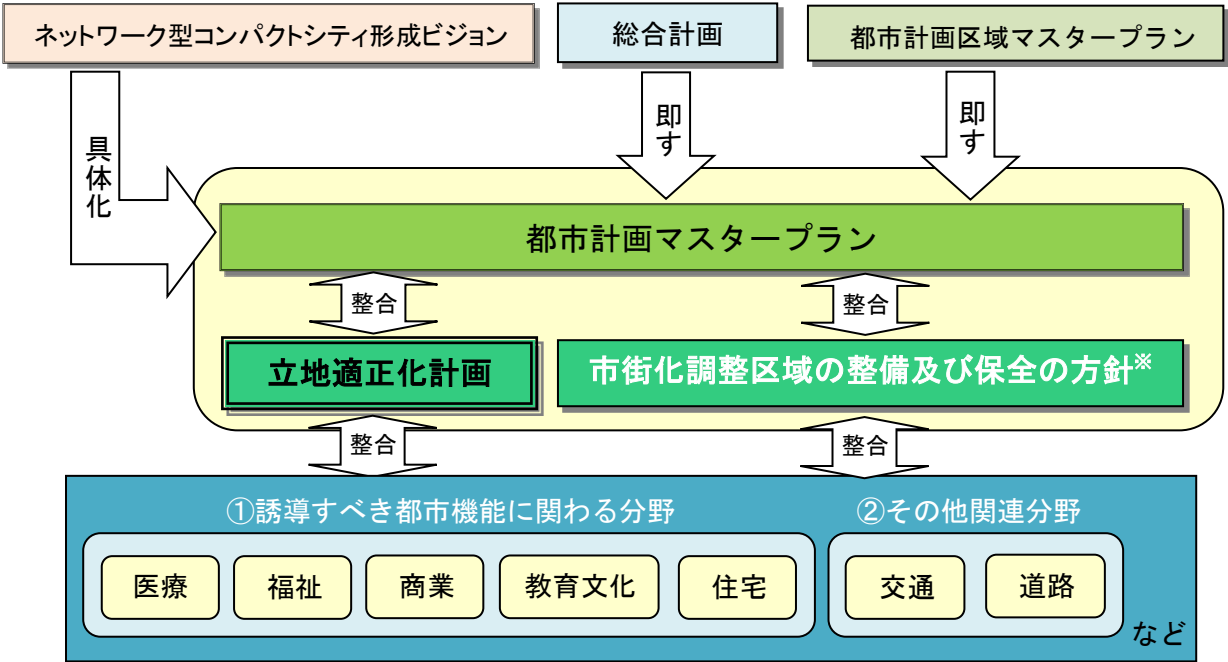 ネットワーク型コンパクトシティ形成ビジョン
総合計画
都市計画区域マスタープラン
具体化
即す
即す
都市計画マスタープラン
整合
整合
立地適正化計画
市街化調整区域の整備及び保全の方針※
整合
整合
①誘導すべき都市機能に関わる分野
②その他関連分野
医療
福祉
商業
教育文化
住宅
交通
道路
など